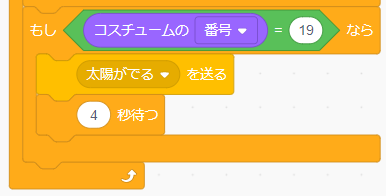 もし コスチュームの 番号 = 19 なら
太陽がでる を送る
4 秒待つ